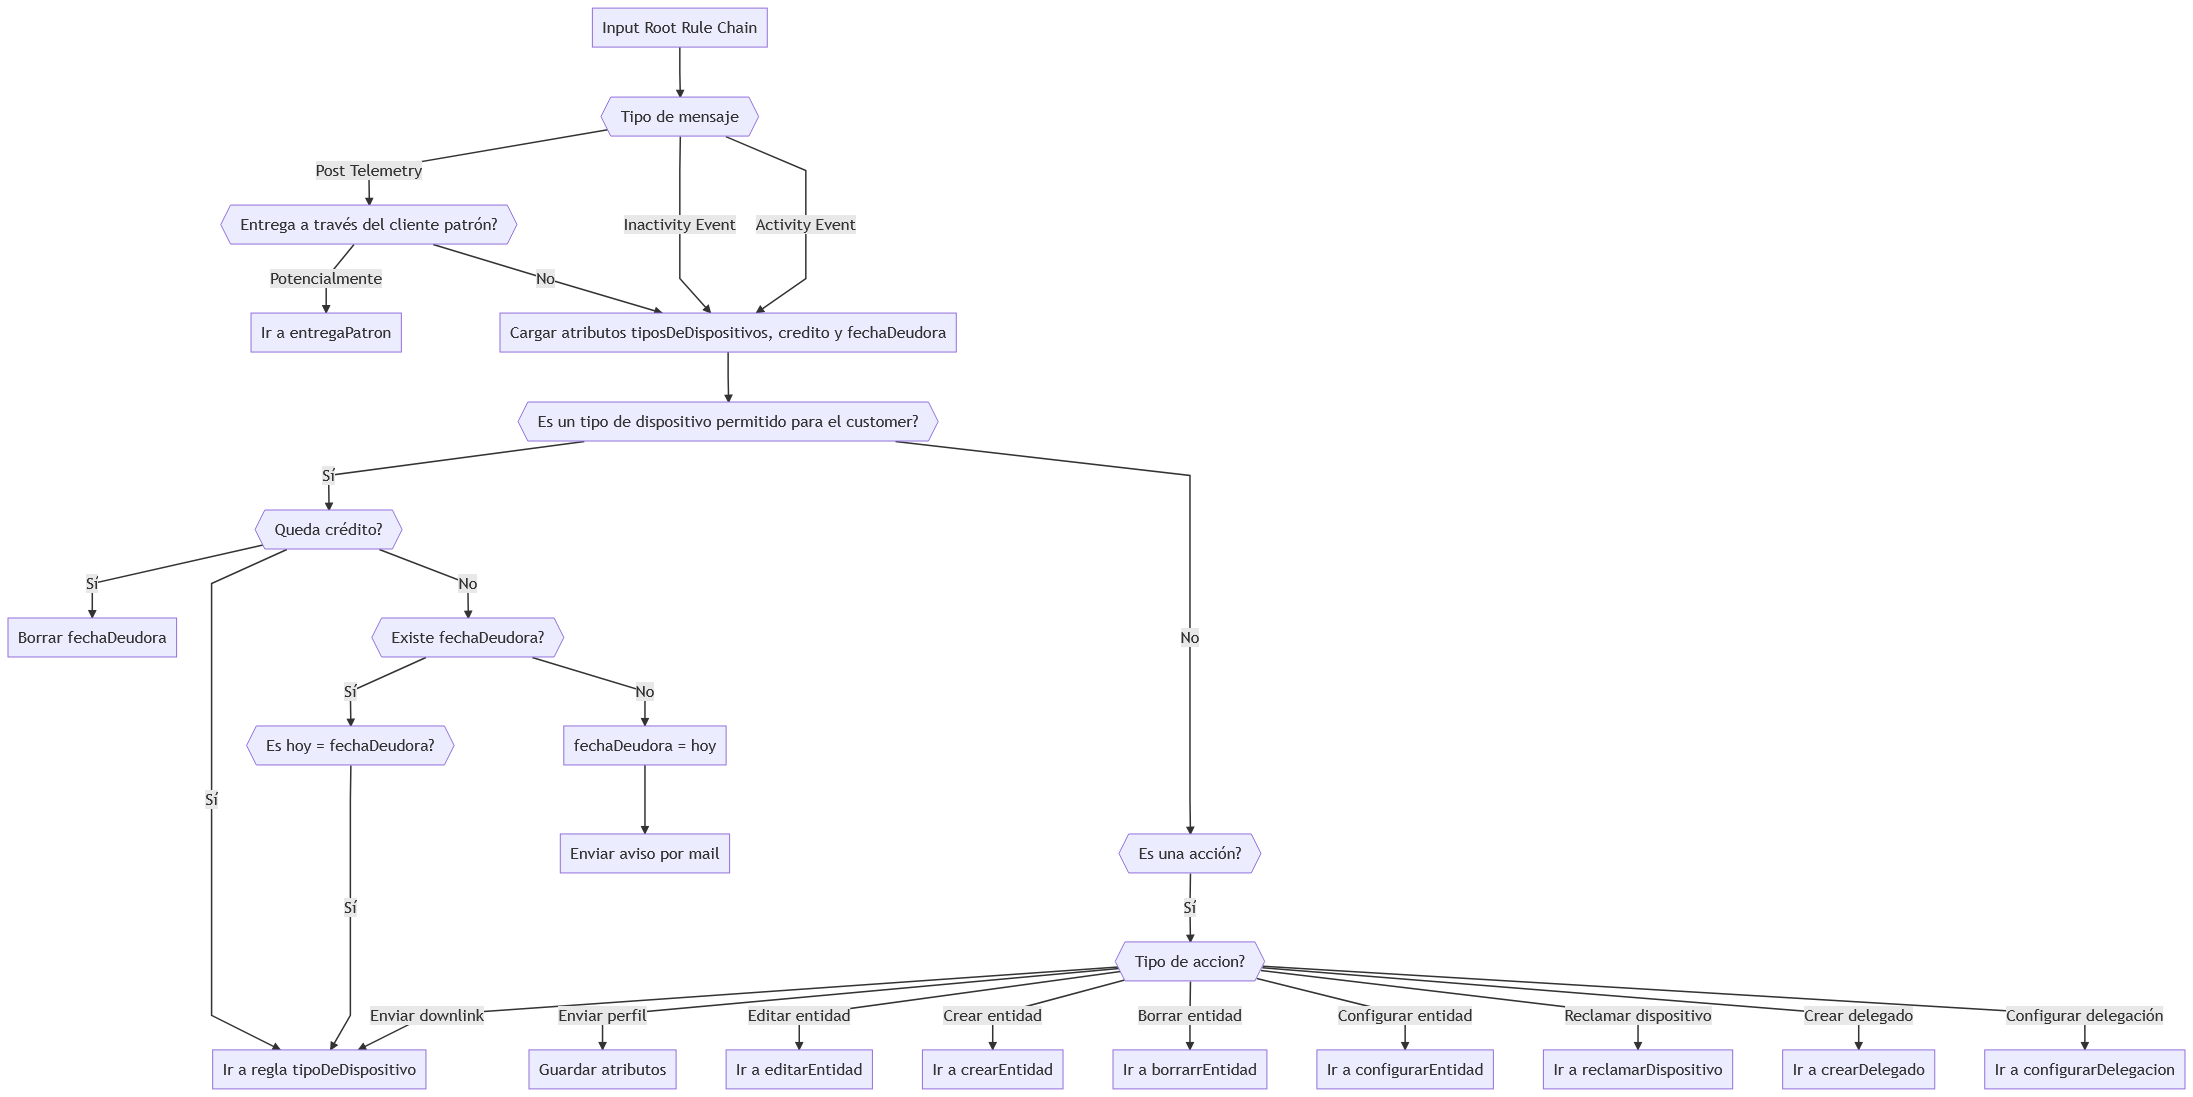 Input Root Rule Chain
Tipo de mensaje
Post Telemetry
Entrega a través del cliente patrón?
Inactivity Event
Activity Event
Potencialmente
No
Ir a entregaPatron
Cargar atributos tiposDeDispositivos, credito y fechaDeudora
Es un tipo de dispositivo permitido para el customer?
Sí
Queda crédito?
Sí
No
Borrar fechaDeudora
Existe fechaDeudora?
No
Sí
No
Es hoy = fechaDeudora?
fechaDeudora = hoy
Sí
Enviar aviso por mail
Es una acción?
Sí
Sí
Tipo de accion?
Enviar downlink
Enviar perfil
Editar entidad
Crear entidad
Borrar entidad
Configurar entidad
Reclamar dispositivo
Crear delegado
Configurar delegación
Ir a regla tipoDeDispositivo
Guardar atributos
Ir a editarEntidad
Ir a crearEntidad
Ir a borrarrEntidad
Ir a configurarEntidad
Ir a reclamarDispositivo
Ir a crearDelegado
Ir a configurarDelegacion